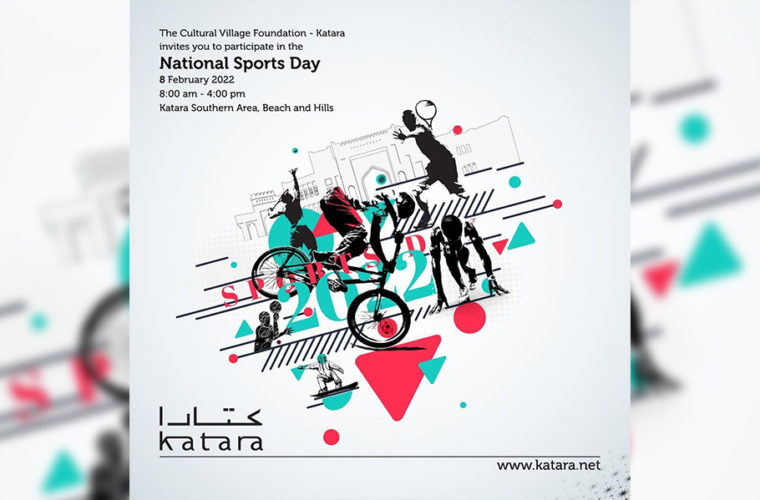 The Cultural Village Foundation - Katara
invites you to participate in the
National Sports Day
8 February 2022
8:00 am - 4:00 pm
Katara Southern Area, Beach and Hills
SPORTS D
2022
كتارا
katara
www.katara.net